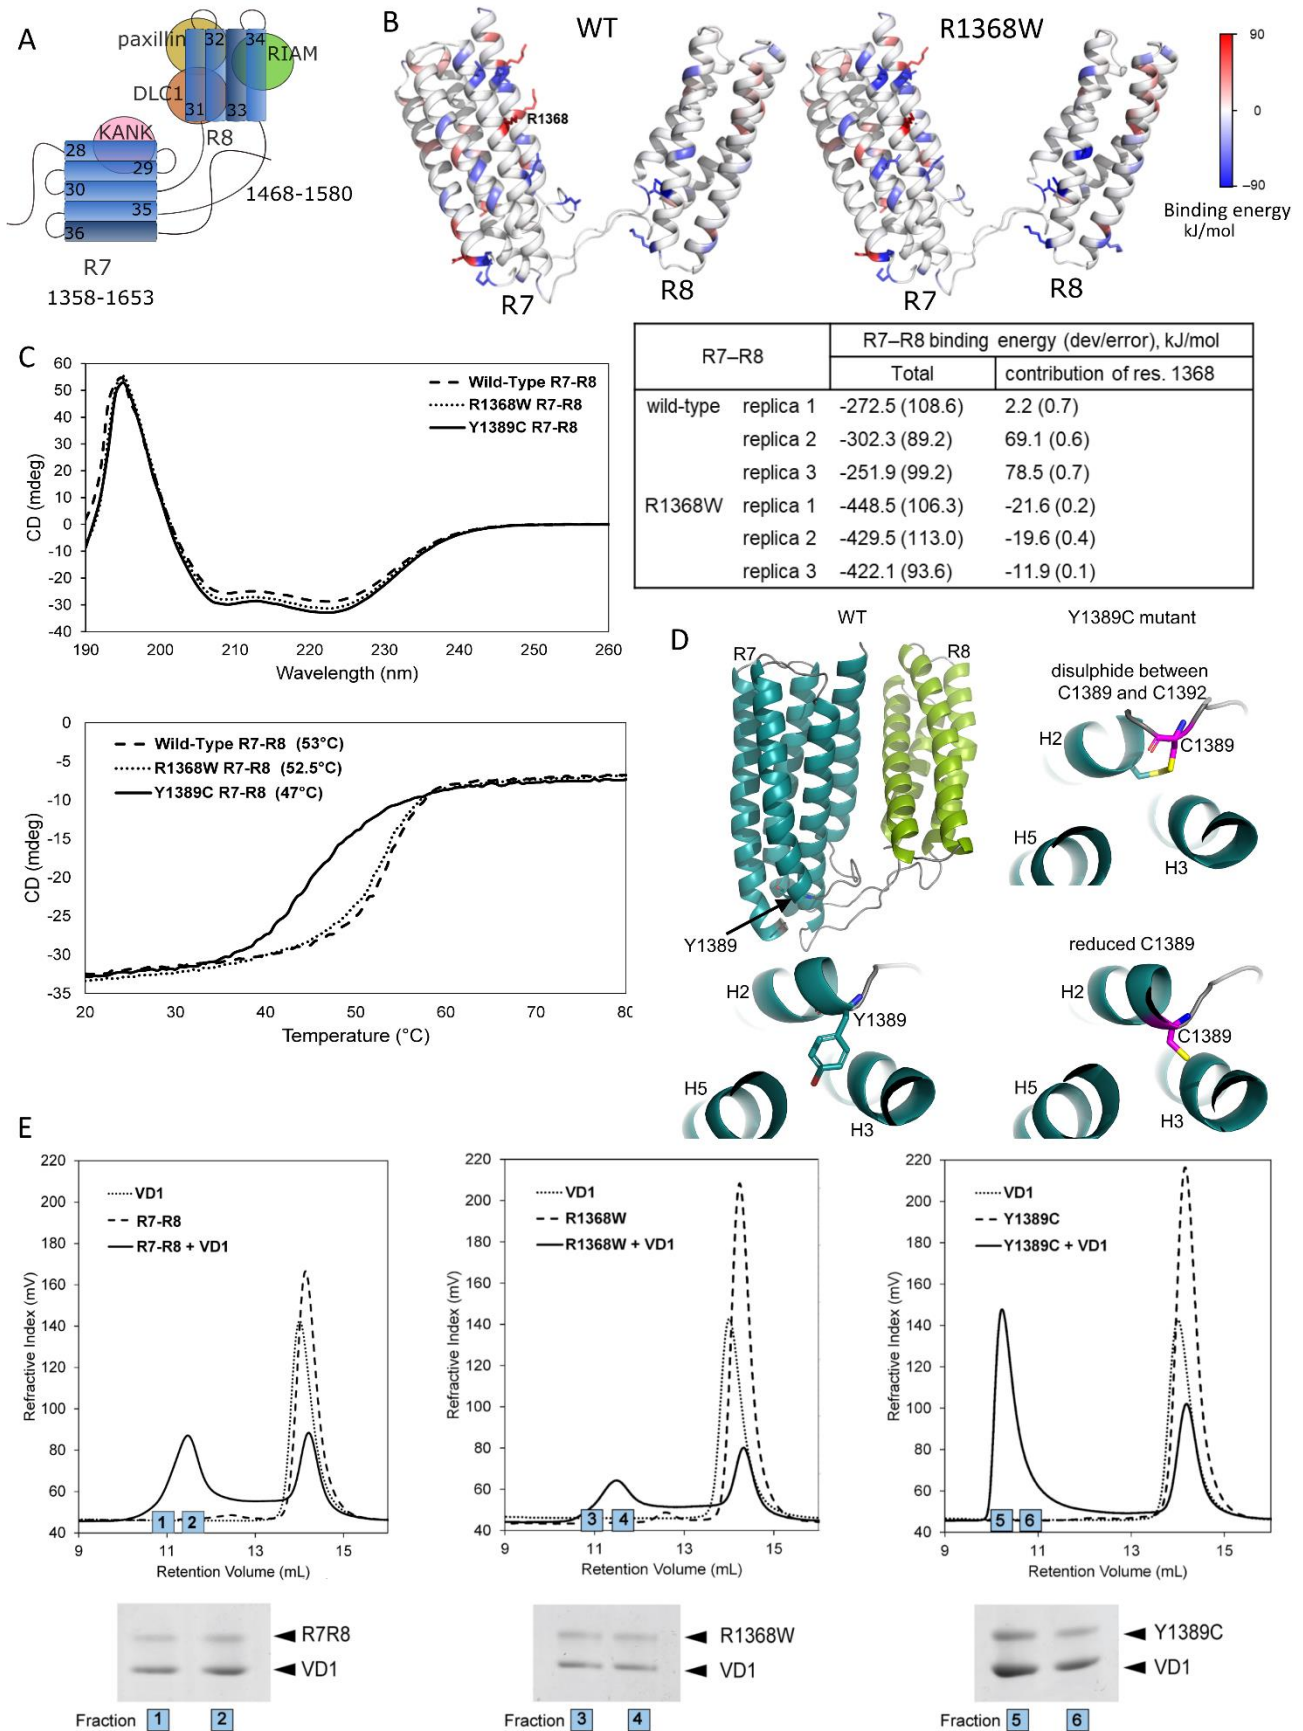 A
paxillin
32
34
RIAM
DLC1
31
33
R8
KANK
28
29
30
35
36
1468-1580
R7
1358-1653
B
WT
R1368W
R1368
R7
R8
R7
R8
90
0
−90
Binding energy
kJ/mol
R7–R8
R7–R8 binding energy (dev/error), kJ/mol
Total
contribution of res. 1368
wild-type replica 1 -272.5 (108.6) 2.2 (0.7)
replica 2 -302.3 (89.2) 69.1 (0.6)
replica 3 -251.9 (99.2) 78.5 (0.7)
R1368W replica 1 -448.5 (106.3) -21.6 (0.2)
replica 2 -429.5 (113.0) -19.6 (0.4)
replica 3 -422.1 (93.6) -11.9 (0.1)
C
60
50
40
30
20
10
0
-10
-20
-30
-40
CD (mdeg)
Wild-Type R7-R8
R1368W R7-R8
Y1389C R7-R8
190 200 210 220 230 240 250 260
Wavelength (nm)
0
-5
-10
-15
-20
-25
-30
-35
CD (mdeg)
Wild-Type R7-R8 (53°C)
R1368W R7-R8 (52.5°C)
Y1389C R7-R8 (47°C)
20 30 40 50 60 70 80
Temperature (°C)
D
WT
R7
R8
Y1389
H2
Y1389
H5
H3
Y1389C mutant
disulphide between
C1389 and C1392
H2
C1389
H5
H3
reduced C1389
H2
C1389
H5
H3
E
220
200
180
160
140
120
100
80
60
40
Refractive Index (mV)
VD1
R7-R8
R7-R8 + VD1
1 2
9 11 13 15
Retention Volume (mL)
R7R8
VD1
Fraction 1 2
220
200
180
160
140
120
100
80
60
40
Refractive Index (mV)
VD1
R1368W
R1368W + VD1
3 4
9 11 13 15
Retention Volume (mL)
R1368W
VD1
Fraction 3 4
220
200
180
160
140
120
100
80
60
40
Refractive Index (mV)
VD1
Y1389C
Y1389C + VD1
5 6
9 11 13 15
Retention Volume (mL)
Y1389C
VD1
Fraction 5 6